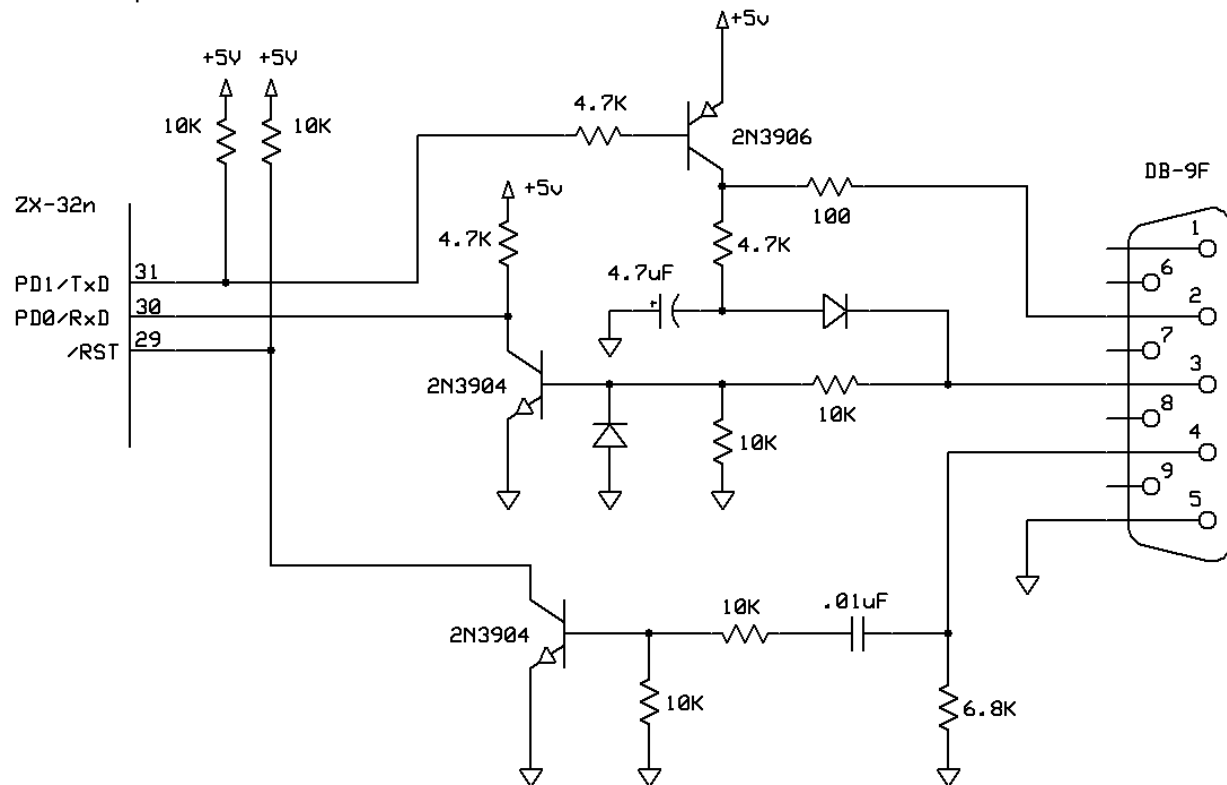 +5v
+5V +5V
4.7K
10K
10K
2N3906
DB-9F
ZX-32n
+5v
100
1
4.7K
4.7K
6
4.7uF
+
PD1/TxD 31
2
PD0/RxD 30
7
/RST 29
3
2N3904
10K
8
10K
4
9
5
10K
.01uF
2N3904
10K
6.8K